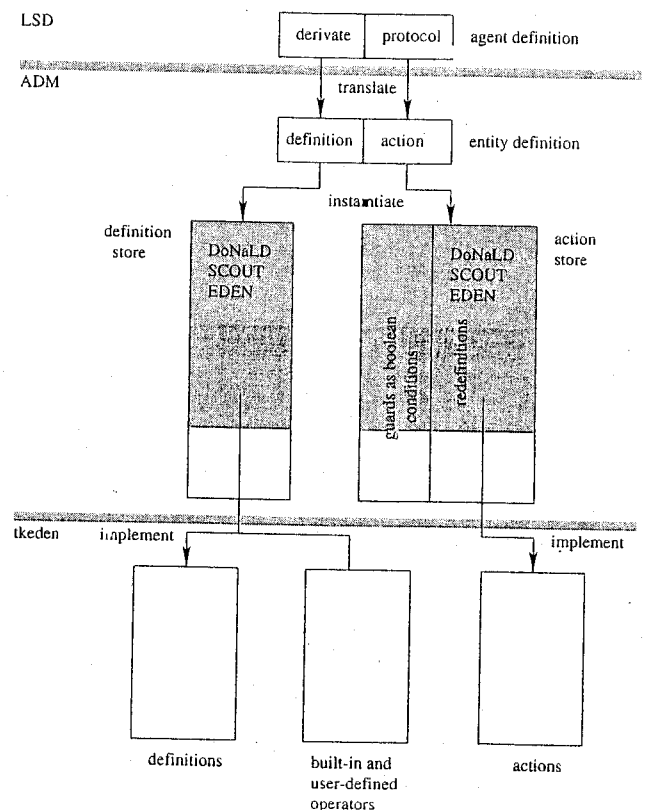 LSD
derivate protocol agent definition
ADM
translate
definition action entity definition
instantiate
definition
store
DoNaLD
SCOUT
EDEN
action
store
DoNaLD
SCOUT
EDEN
guards as boolean
conditions
redefinitions
tkeden
implement
implement
definitions
built-in and
user-defined
operators
actions